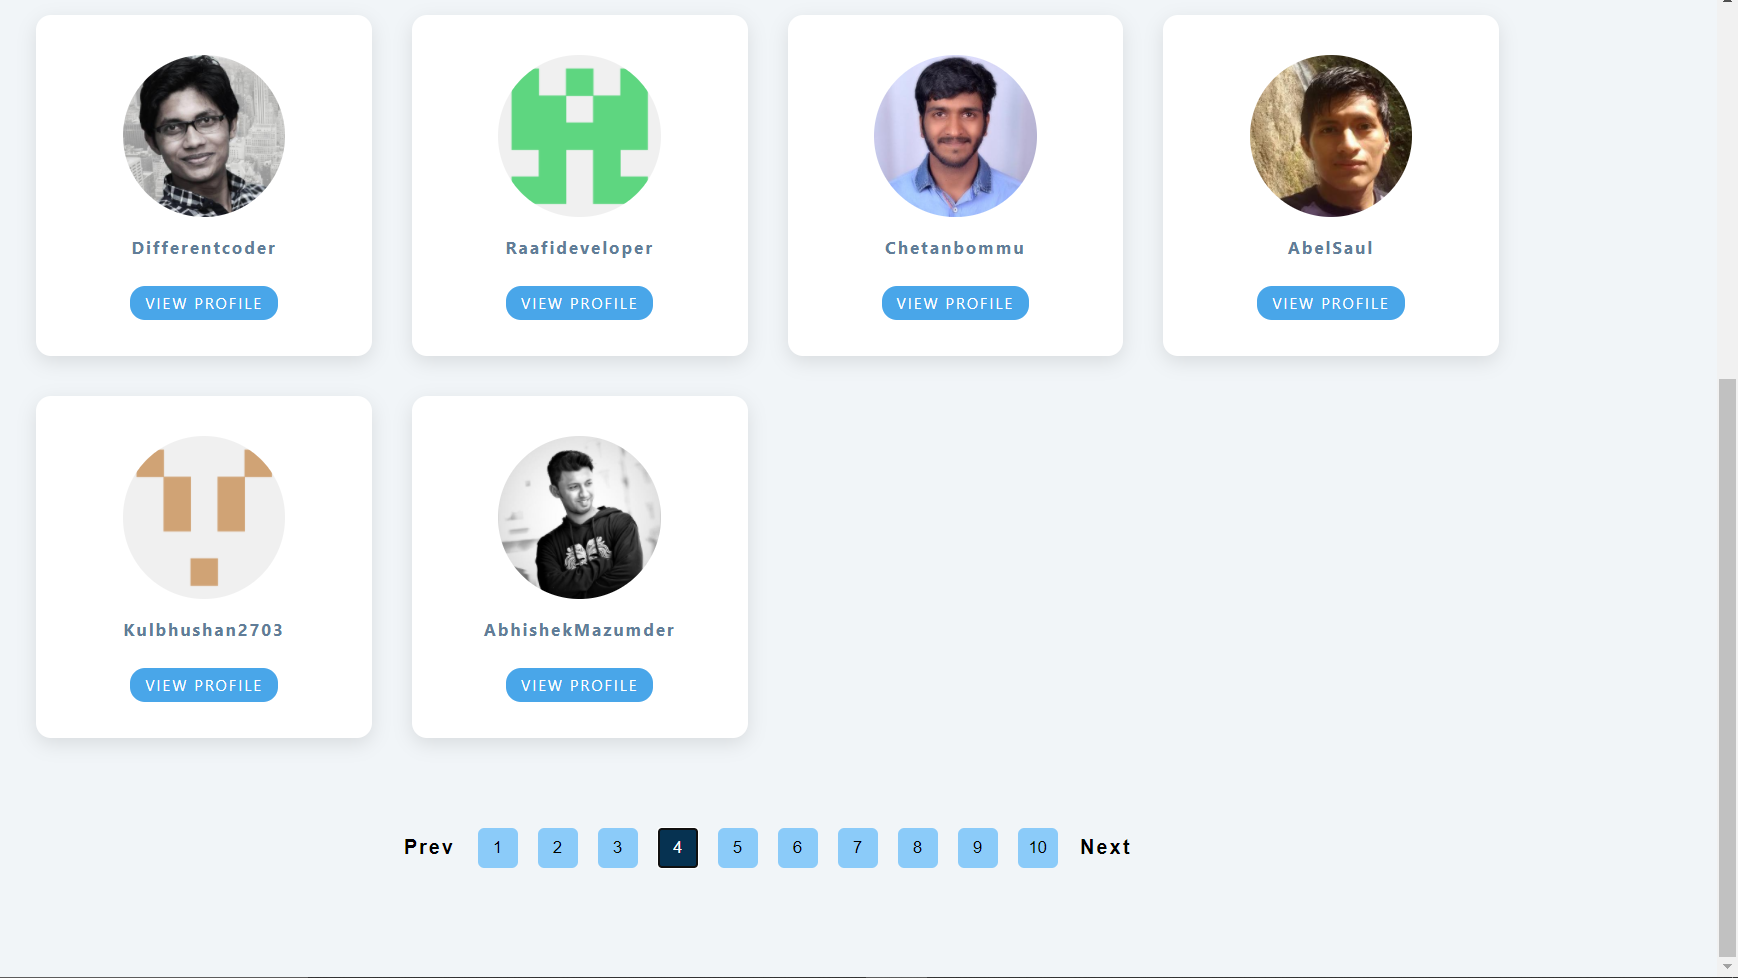 Differentcoder Raafideveloper Chetanbommu AbelSaul
VIEW PROFILE VIEW PROFILE VIEW PROFILE VIEW PROFILE
Kulbhushan2703 AbhishekMazumder
VIEW PROFILE VIEW PROFILE
Prev 1 2 3 4 5 6 7 8 9 10 Next